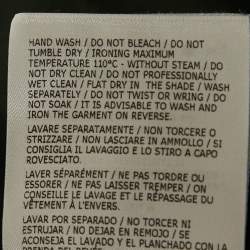 HAND WASH / DO NOT BLEACH / DO NOT
TUMBLE DRY / IRONING MAXIMUM
TEMPERATURE 110ºC - WITHOUT STEAM / DO
NOT DRY CLEAN / DO NOT PROFESSIONALLY
WET CLEAN / FLAT DRY IN THE SHADE / WASH
SEPARATELY / DO NOT TWIST OR WRING / DO
NOT SOAK / IT IS ADVISABLE TO WASH AND
IRON THE GARMENT ON REVERSE.
LAVARE SEPARATAMENTE / NON TORCERE O
STRIZZARE / NON LASCIARE IN AMMOLLO / SI
CONSIGLIA IL LAVAGGIO E LO STIRO A CAPO
ROVESCIATO.
LAVER SÉPARÉMENT / NE PAS TORDRE OU
ESSORER / NE PAS LAISSER TREMPER / ON
CONSEILLE LE LAVAGE ET LE REPASSAGE DU
VÊTEMENT À L'ENVERS.
LAVAR POR SEPARADO / NO TORCER NI
ESTRUJAR / NO DEJAR EN REMOJO / SE
ACONSEJA EL LAVADO Y EL PLANCHADO CON LA